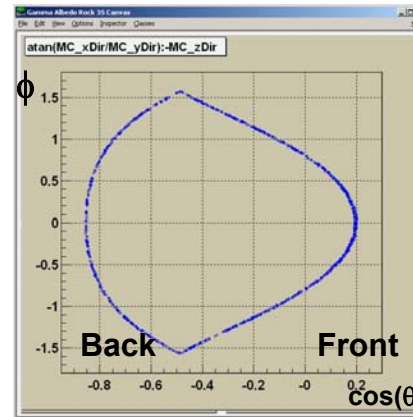 Gamma Albedo Rock 35 Canvas
File Edit View Options Inspector Classes
atan(MC_xDir/MC_yDir):-MC_zDir
ϕ
1.5
1
0.5
0
-0.5
-1
-1.5
Back Front
-0.8 -0.6 -0.4 -0.2 -0 0.2
cos(θ